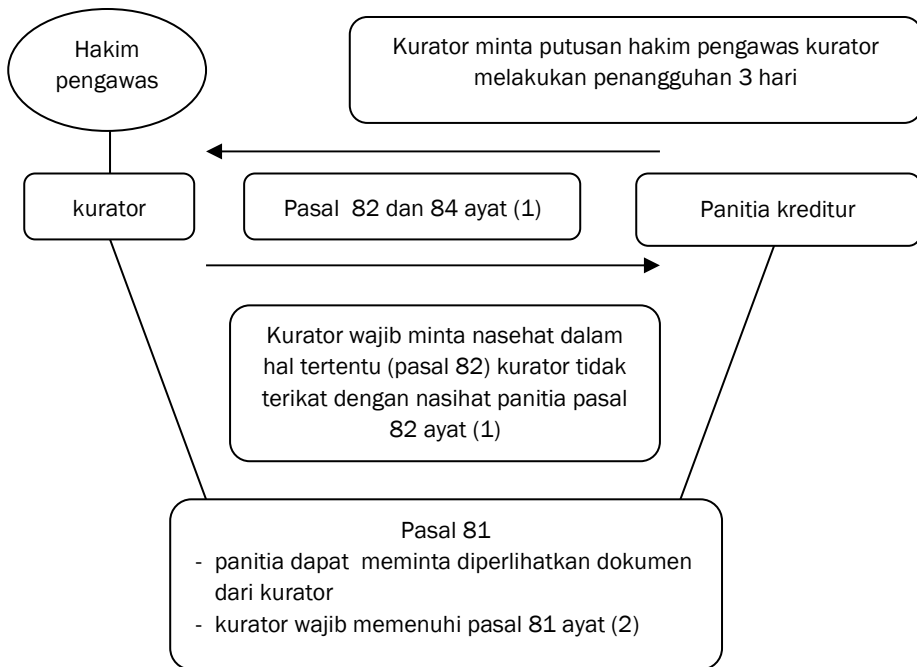 Hakim
pengawas
Kurator minta putusan hakim pengawas kurator
melakukan penangguhan 3 hari
kurator
Pasal 82 dan 84 ayat (1)
Panitia kreditur
Kurator wajib minta nasehat dalam
hal tertentu (pasal 82) kurator tidak
terikat dengan nasihat panitia pasal
82 ayat (1)
Pasal 81
- panitia dapat meminta diperlihatkan dokumen
dari kurator
- kurator wajib memenuhi pasal 81 ayat (2)